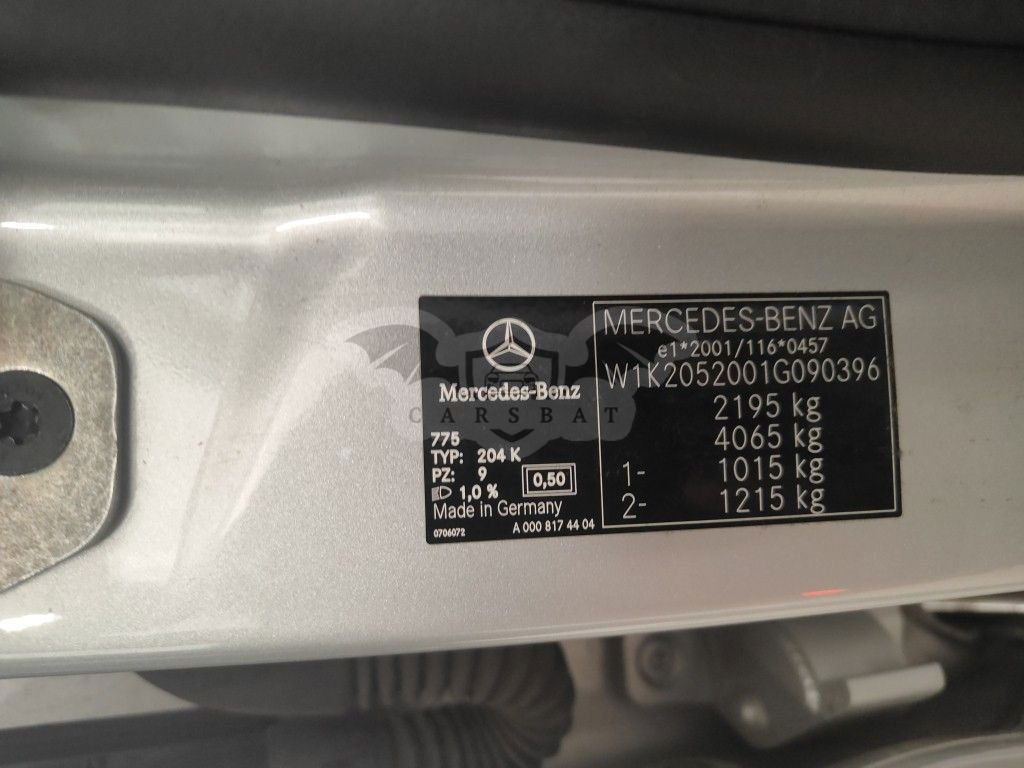 Mercedes-Benz
CARSBAT
775
TYP: 204 K
PZ: 9
1,0 %
0,50
Made in Germany
0706072
A 000 817 44 04
MERCEDES-BENZ AG
e1*2001/116*0457
W1K2052001G090396
2195 kg
4065 kg
1- 1015 kg
2- 1215 kg